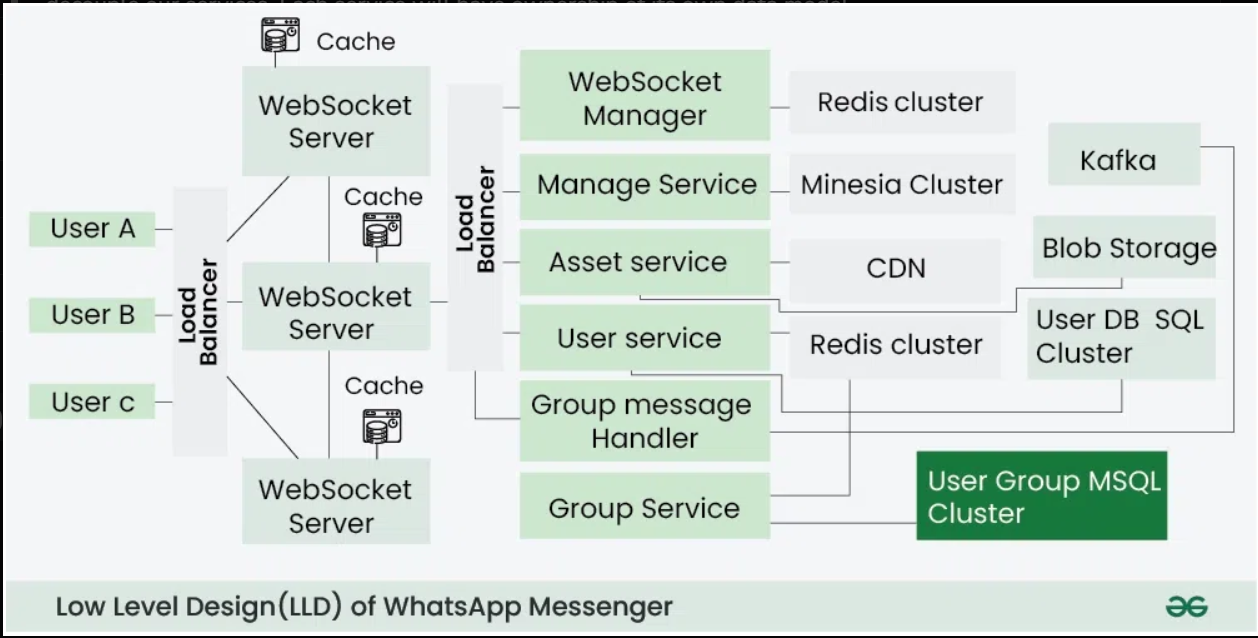 Cache
WebSocket
Server
Cache
WebSocket
Server
Cache
WebSocket
Server
User A
User B
User c
Load
Balancer
Load
Balancer
WebSocket
Manager
Redis cluster
Manage Service
Minesia Cluster
Asset service
CDN
User service
Redis cluster
Group message
Handler
Group Service
Kafka
Blob Storage
User DB SQL
Cluster
User Group MSQL
Cluster
Low Level Design(LLD) of WhatsApp Messenger